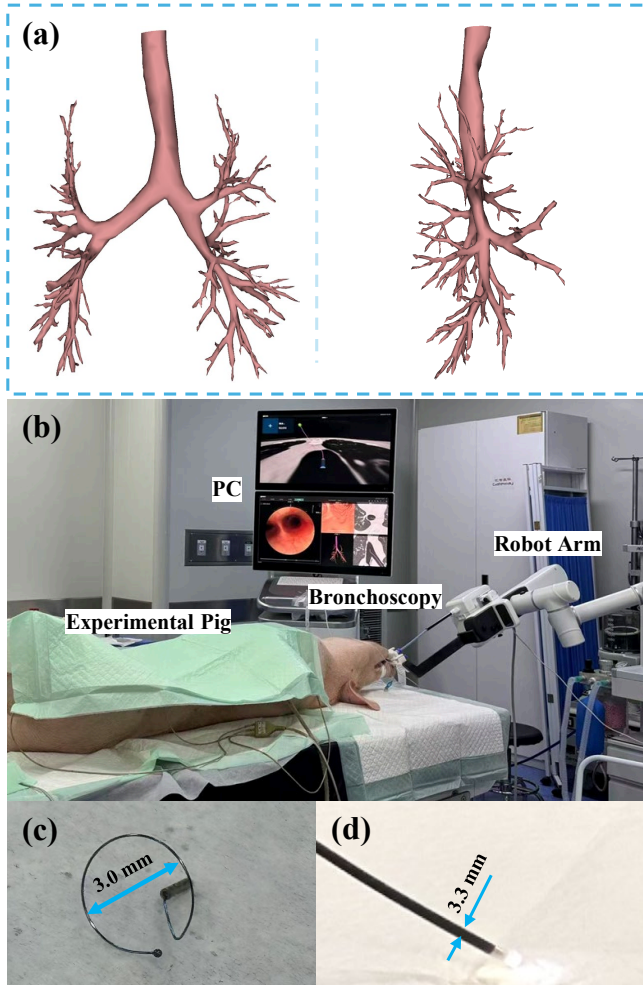 (a)
(b)
PC
Robot Arm
Bronchoscopy
Experimental Pig
(c)
3.0 mm
(d)
3.3 mm